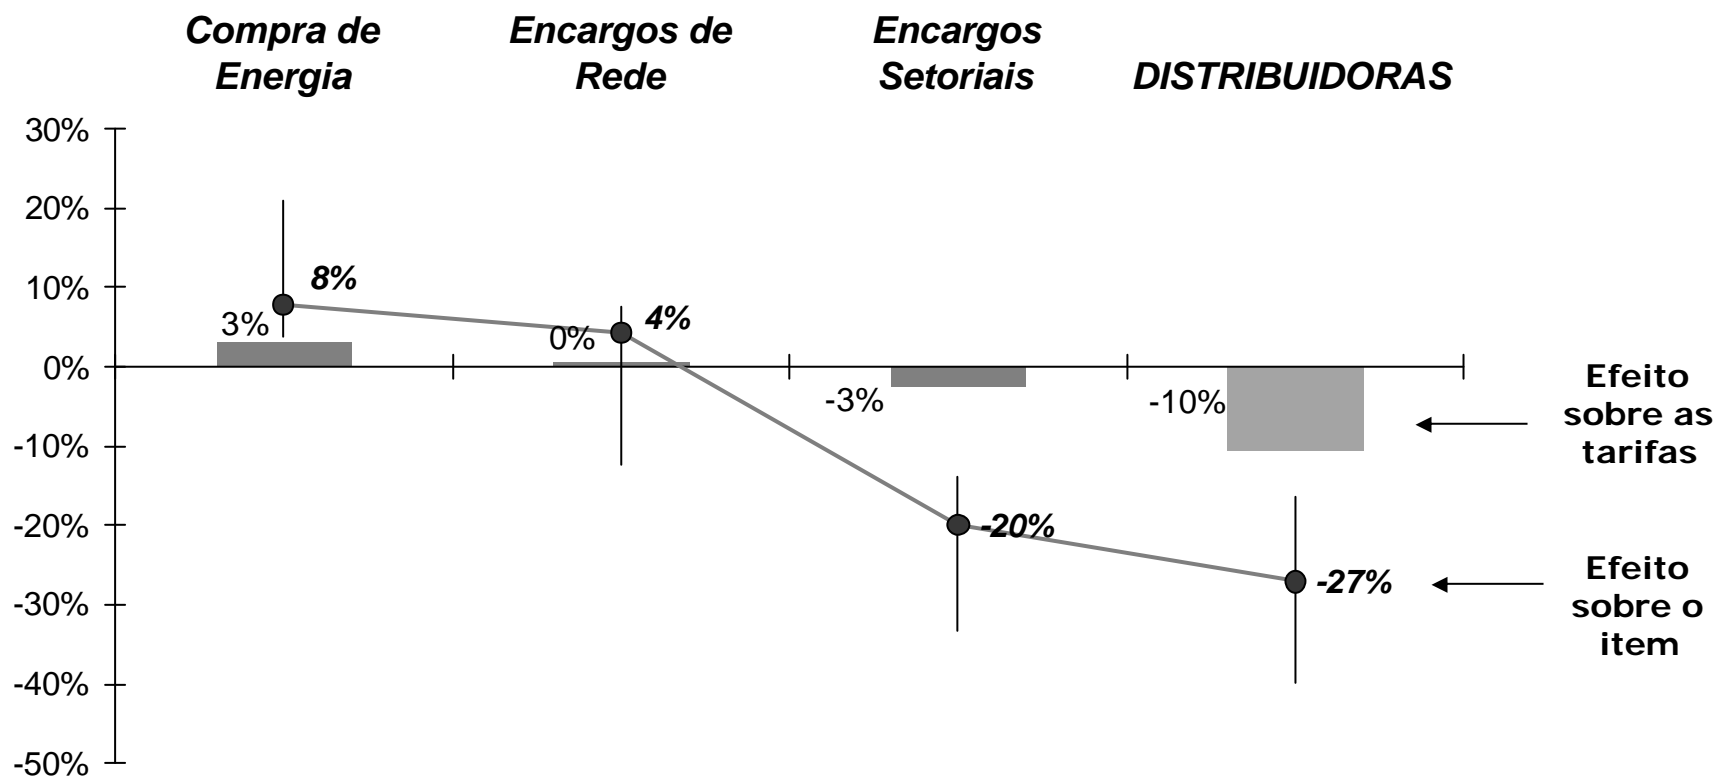 Compra de
Energia
Encargos de
Rede
Encargos
Setoriais
DISTRIBUIDORAS
30%
20%
10%
0%
-10%
-20%
-30%
-40%
-50%
8%
3%
4%
0%
-3%
-20%
-10%
-27%
Efeito
sobre as
tarifas
Efeito
sobre o
item